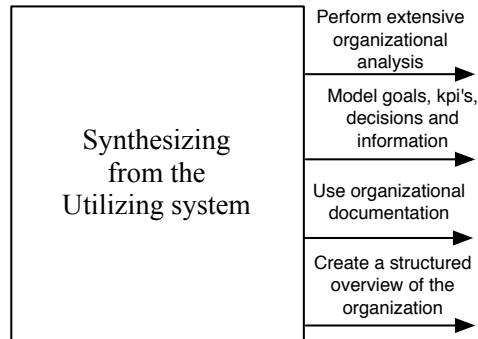 Synthesizing
from the
Utilizing system
Perform extensive
organizational
analysis
Model goals, kpi's,
decisions and
information
Use organizational
documentation
Create a structured
overview of the
organization